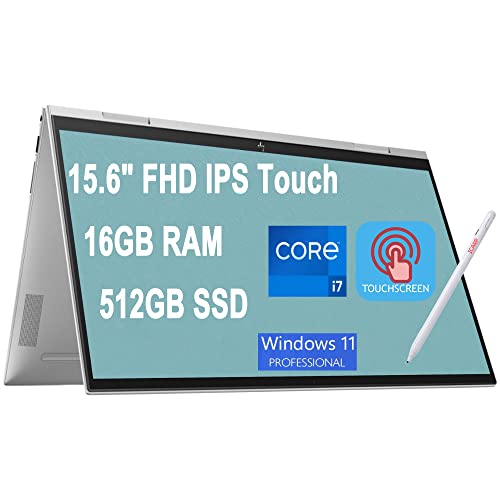 15.6" FHD IPS Touch
16GB RAM
512GB SSD
CORE
i7
TOUCHSCREEN
Windows 11
PROFESSIONAL